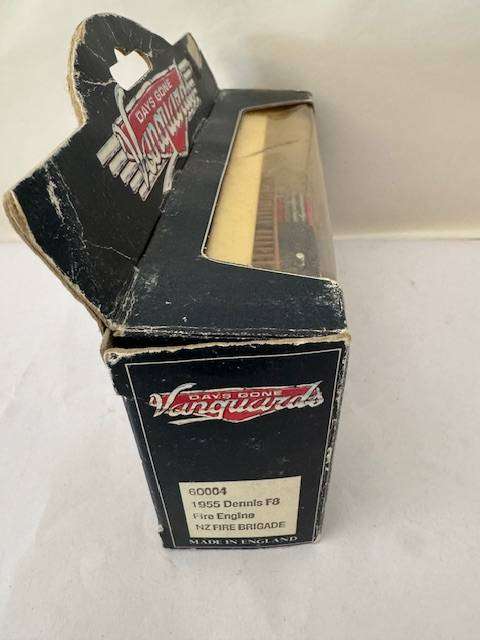 DAYS GONE
Vanguards
DAYS GONE
Vanguards
60004
1955 Dennis F8
Fire Engine
NZ FIRE BRIGADE
MADE IN ENGLAND